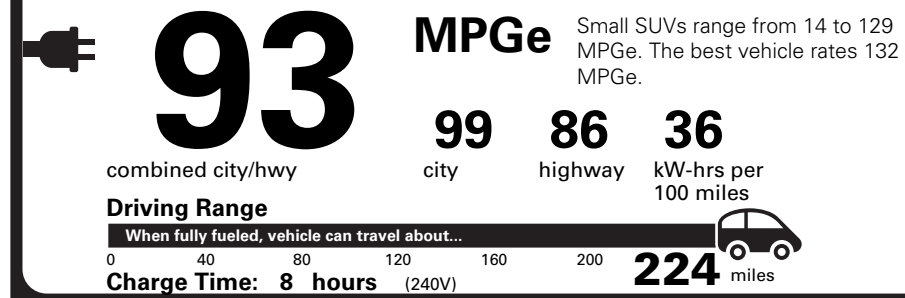 93
MPGe
Small SUVs range from 14 to 129
MPGe. The best vehicle rates 132
MPGe.
combined city/hwy
99
city
86
highway
36
kW-hrs per
100 miles
Driving Range
When fully fueled, vehicle can travel about...
0 40 80 120 160 200 224 miles
Charge Time: 8 hours (240V)